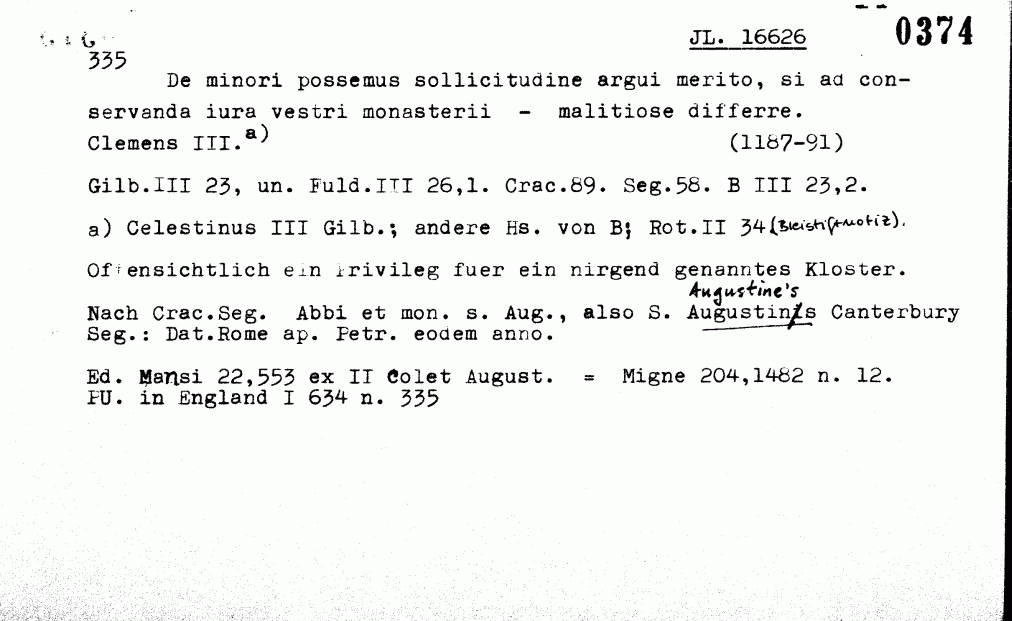 JL. 16626 0374
335
De minori possemus sollicitudine argui merito, si ad con-
servanda iura vestri monasterii - malitiose differre.
Clemens III.a) (1187-91)
Gilb.III 23, un. Fuld.III 26,1. Crac.89. Seg.58. B III 23,2.
a) Celestinus III Gilb.; andere Hs. von B; Rot.II 34 (Bleistiftnotiz).
Offensichtlich ein Privileg fuer ein nirgend genanntes Kloster.
Augustine's
Nach Crac.Seg. Abbi et mon. s. Aug., also S. Augustinis Canterbury
Seg.: Dat.Rome ap. Petr. eodem anno.
Ed. Mansi 22,553 ex II Colet August. = Migne 204,1482 n. 12.
PU. in England I 634 n. 335